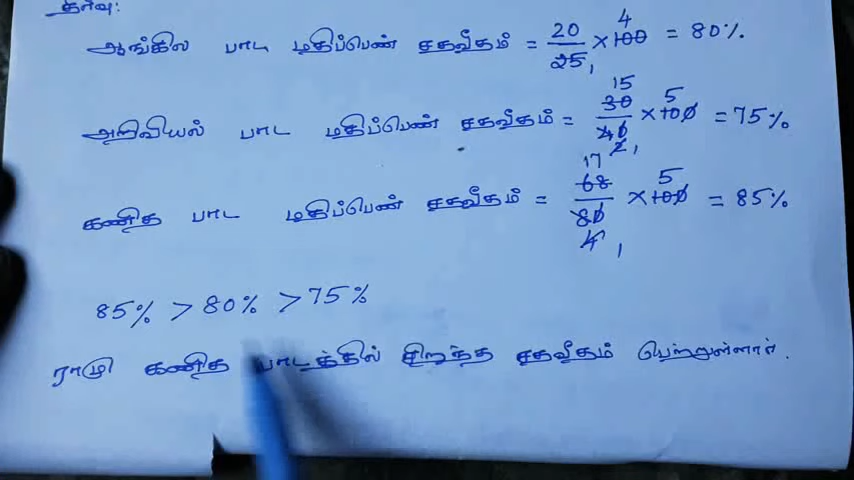 தீர்வு:
ஆங்கில பாட மதிப்பெண் சதவீதம் = 20/25 × 100 = 80%
அறிவியல் பாட மதிப்பெண் சதவீதம் = 30/40 × 100 = 75%
கணித பாட மதிப்பெண் சதவீதம் = 68/80 × 100 = 85%
85% > 80% > 75%
ராமு கணித பாடத்தில் சிறந்த சதவீதம் பெற்றுள்ளார்.